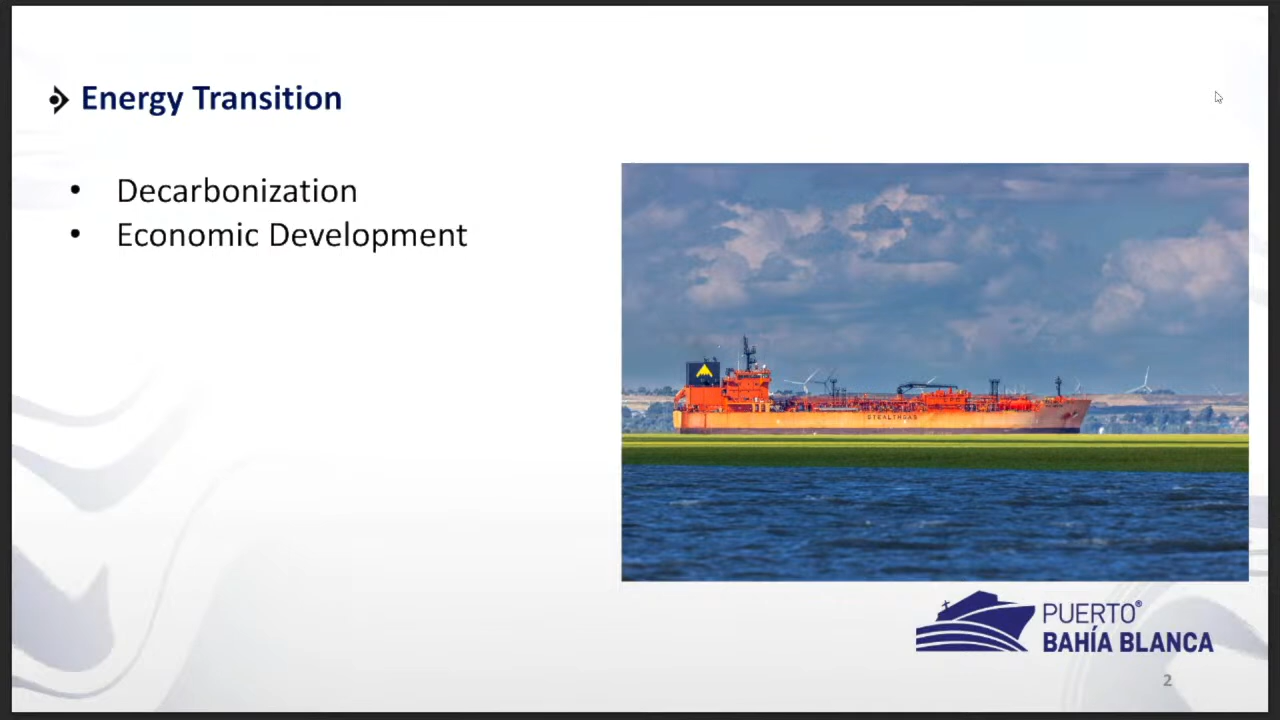 Energy Transition
• Decarbonization
• Economic Development
STEALTHGAS
PUERTO®
BAHÍA BLANCA
2